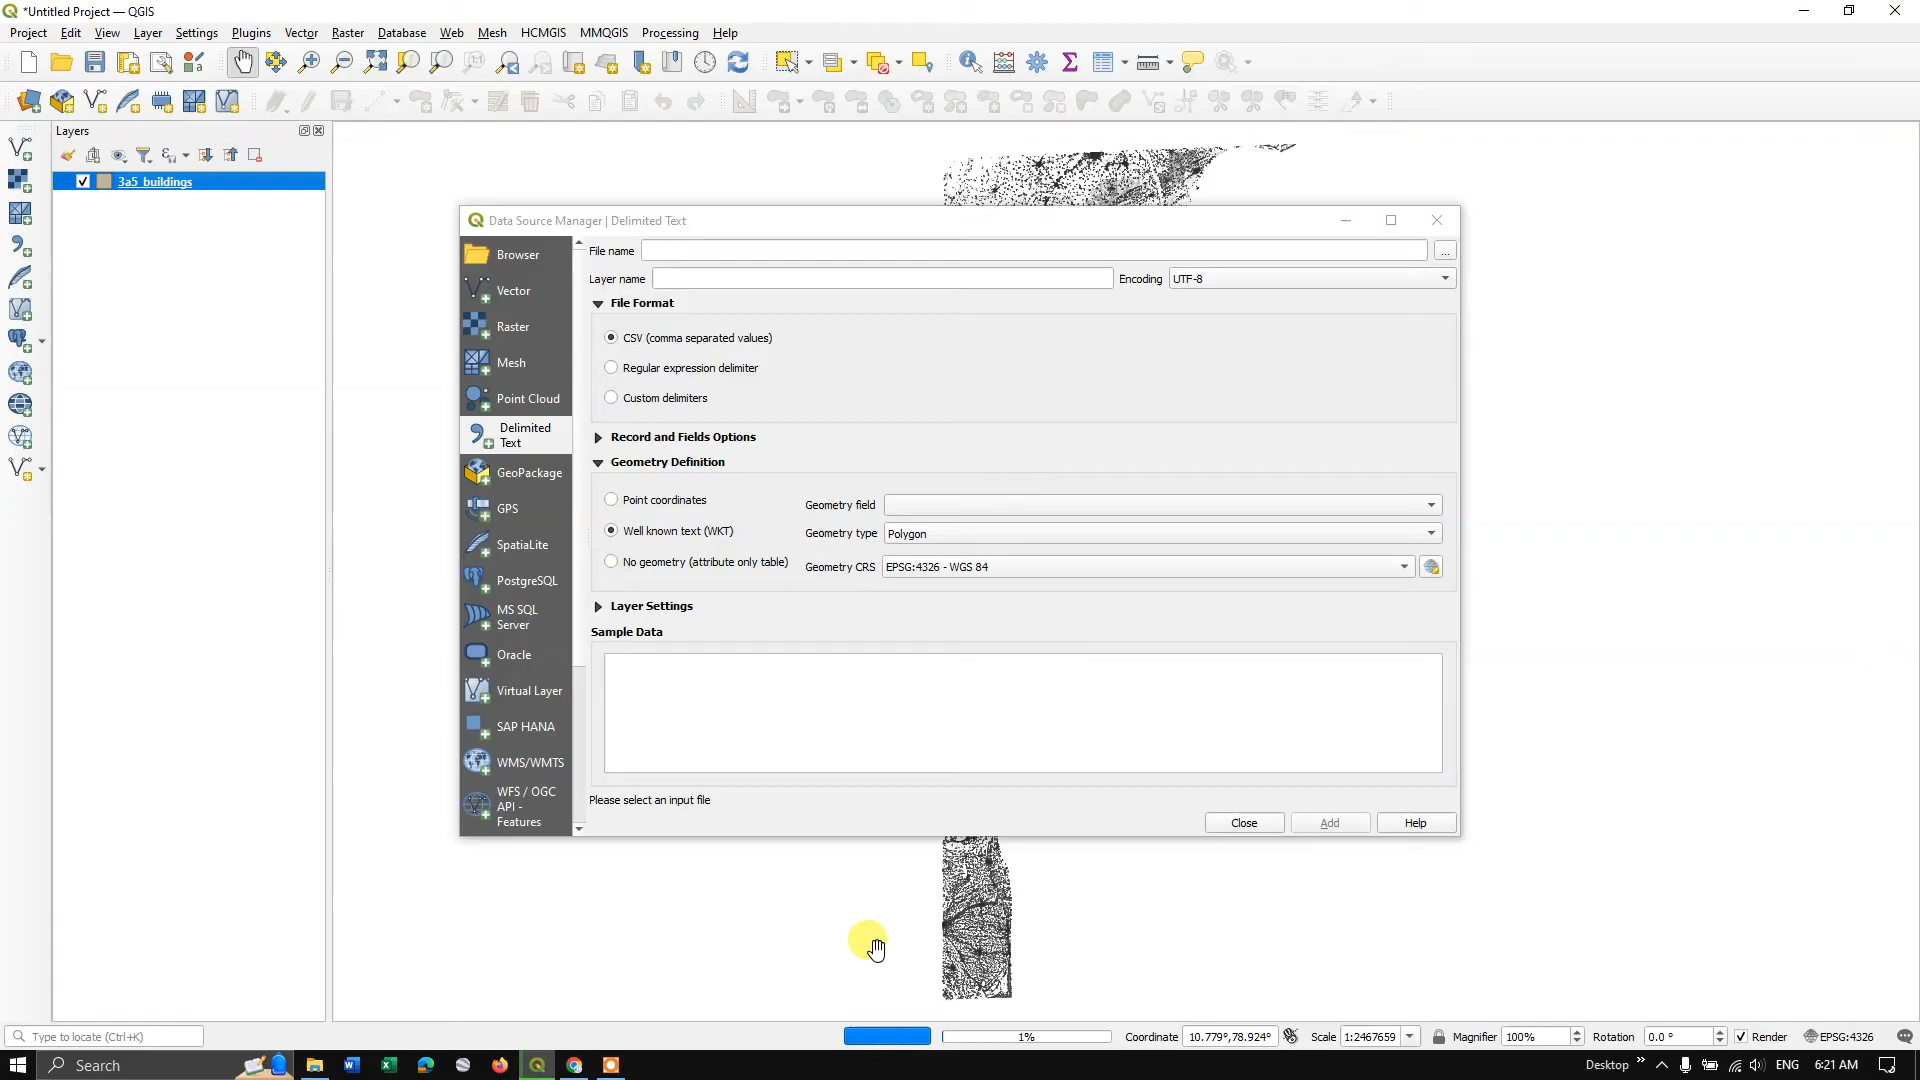 *Untitled Project — QGIS
Project Edit View Layer Settings Plugins Vector Raster Database Web Mesh HCMGIS MMQGIS Processing Help
Layers
3a5_buildings
Data Source Manager | Delimited Text
Browser
Vector
Raster
Mesh
Point Cloud
Delimited
Text
GeoPackage
GPS
SpatiaLite
PostgreSQL
MS SQL
Server
Oracle
Virtual Layer
SAP HANA
WMS/WMTS
WFS / OGC
API -
Features
File name
...
Layer name
Encoding UTF-8
File Format
CSV (comma separated values)
Regular expression delimiter
Custom delimiters
Record and Fields Options
Geometry Definition
Point coordinates
Well known text (WKT)
No geometry (attribute only table)
Geometry field
Geometry type Polygon
Geometry CRS EPSG:4326 - WGS 84
Layer Settings
Sample Data
Please select an input file
Close Add Help
Type to locate (Ctrl+K)
1%
Coordinate 10.779°,78.924°
Scale 1:2467659
Magnifier 100%
Rotation 0.0 °
Render
EPSG:4326
Search
Desktop
ENG
6:21 AM